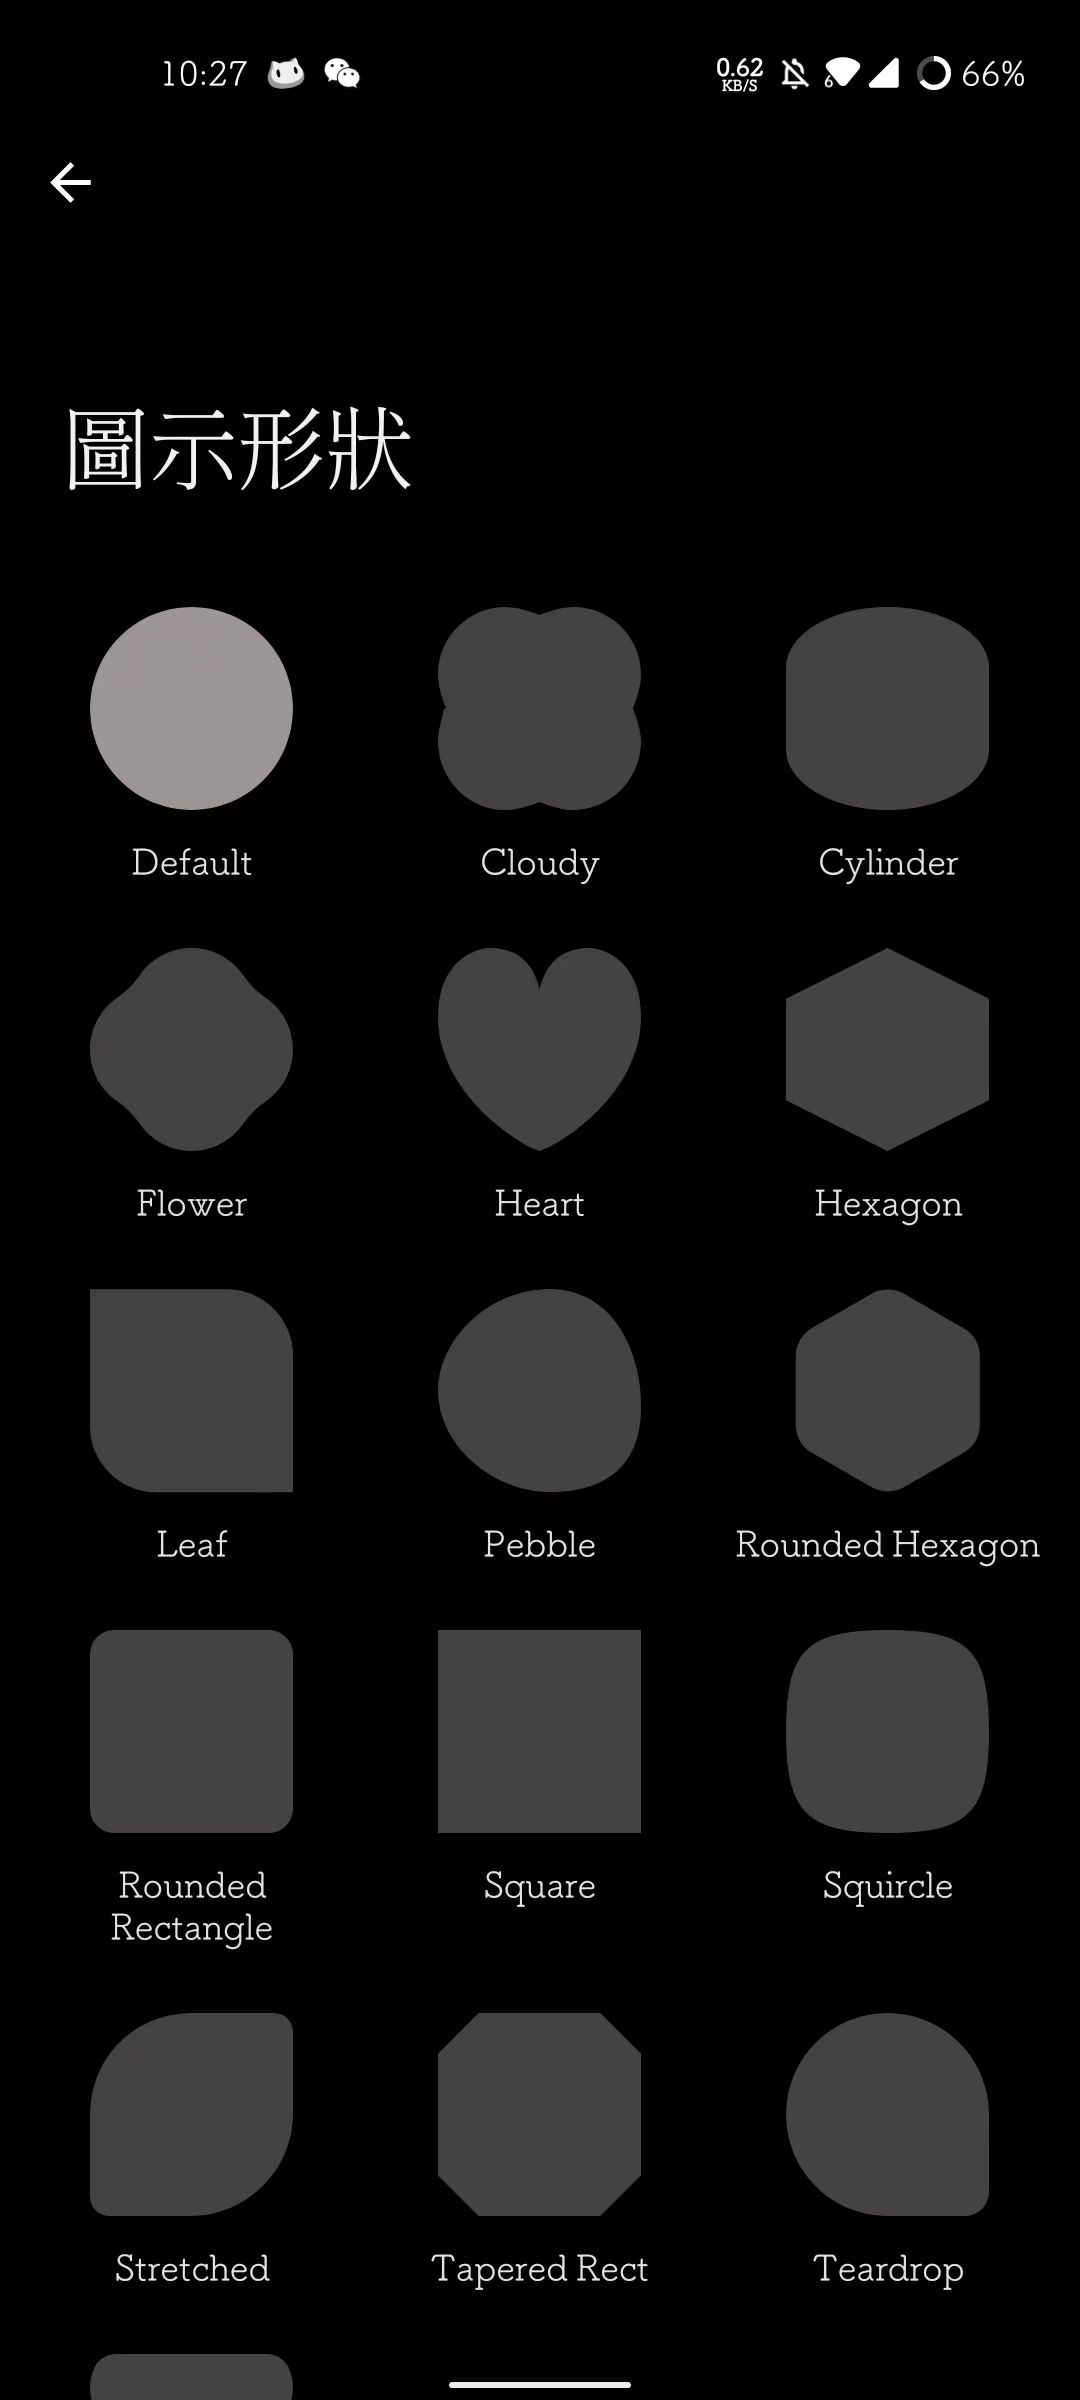 10:27
0.62
KB/S
6
66%
圖示形狀
Default
Cloudy
Cylinder
Flower
Heart
Hexagon
Leaf
Pebble
Rounded Hexagon
Rounded
Rectangle
Square
Squircle
Stretched
Tapered Rect
Teardrop